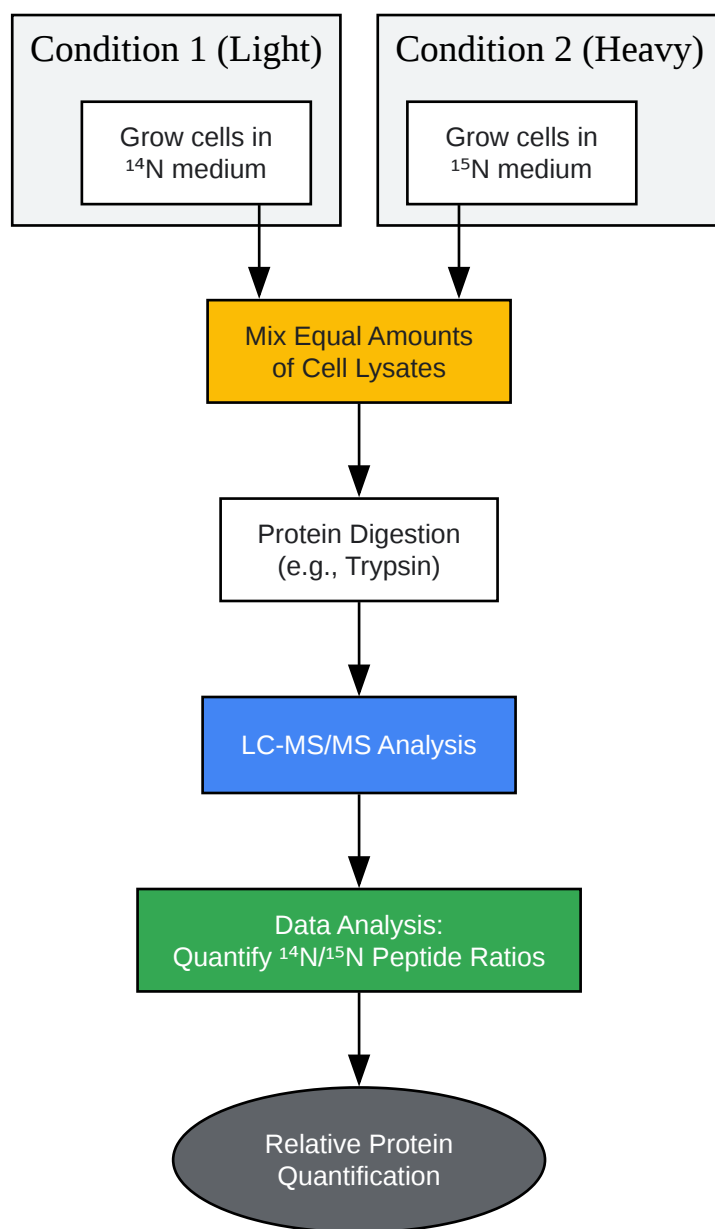 Condition 1 (Light)
Grow cells in
¹⁴N medium
Condition 2 (Heavy)
Grow cells in
¹⁵N medium
Mix Equal Amounts
of Cell Lysates
Protein Digestion
(e.g., Trypsin)
LC-MS/MS Analysis
Data Analysis:
Quantify ¹⁴N/¹⁵N Peptide Ratios
Relative Protein
Quantification